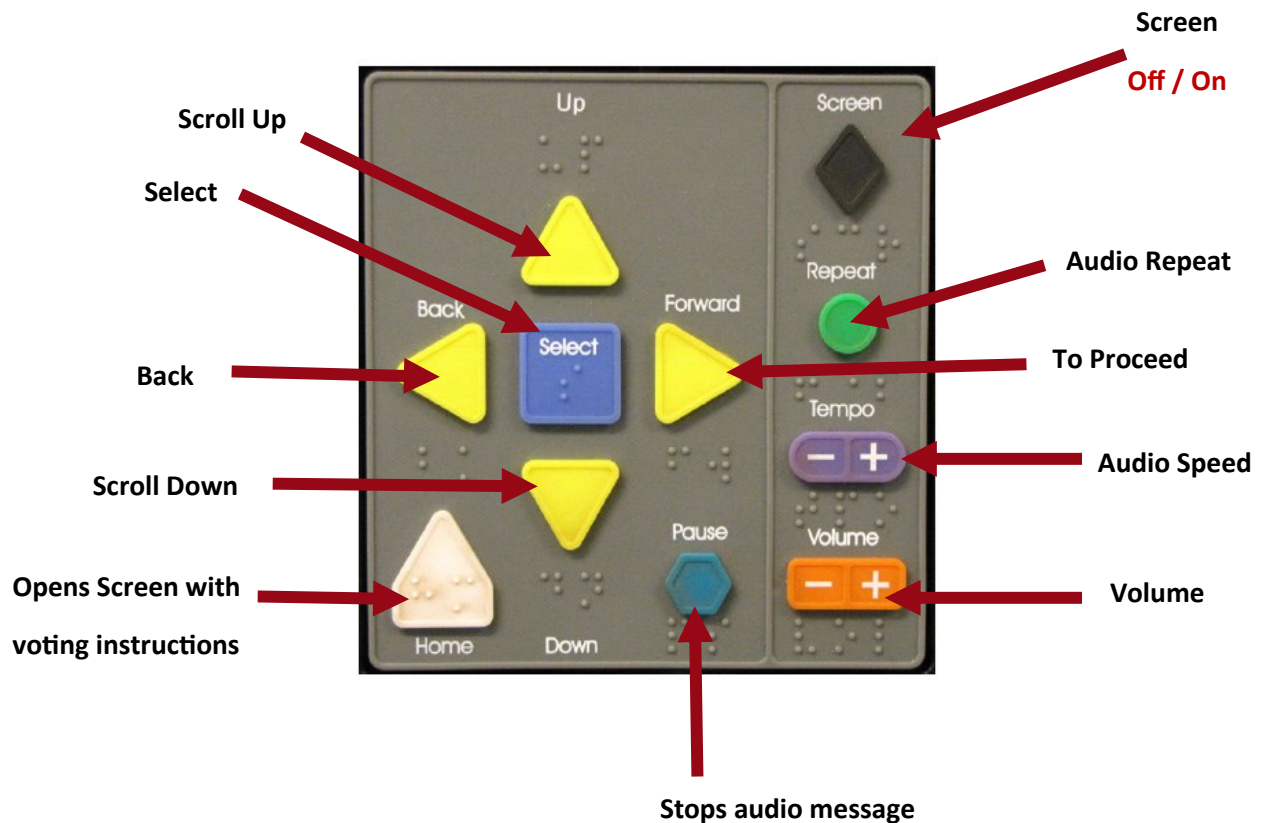 Screen
Off / On
Scroll Up
Select
Back
Scroll Down
Opens Screen with
voting instructions
Up
Back
Select
Forward
Home
Down
Pause
Screen
Repeat
Tempo
− +
Volume
− +
Audio Repeat
To Proceed
Audio Speed
Volume
Stops audio message